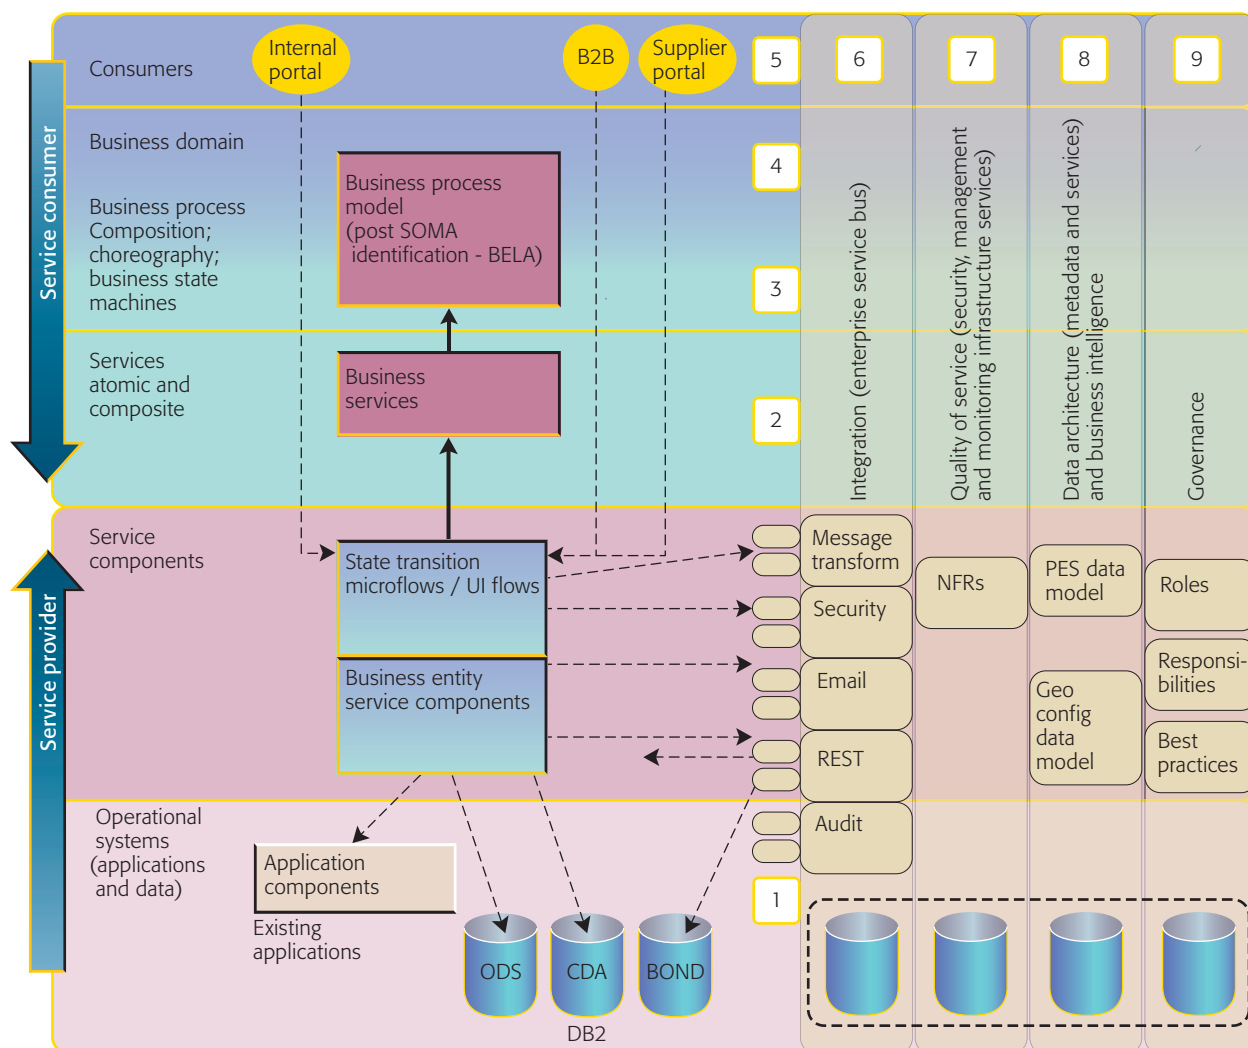 Service consumer
Service provider
Consumers
Internal
portal
B2B
Supplier
portal
5
6
7
8
9
Business domain
Business process
Composition;
choreography;
business state
machines
Business process
model
(post SOMA
identification - BELA)
4
3
Services
atomic and
composite
Business
services
2
Integration (enterprise service bus)
Quality of service (security, management
and monitoring infrastructure services)
Data architecture (metadata and services)
and business intelligence
Governance
Service
components
State transition
microflows / UI flows
Business entity
service components
Message
transform
Security
Email
REST
Audit
NFRs
PES data
model
Geo
config
data
model
Roles
Responsi-
bilities
Best
practices
Operational
systems
(applications
and data)
Application
components
Existing
applications
ODS
CDA
BOND
DB2
1